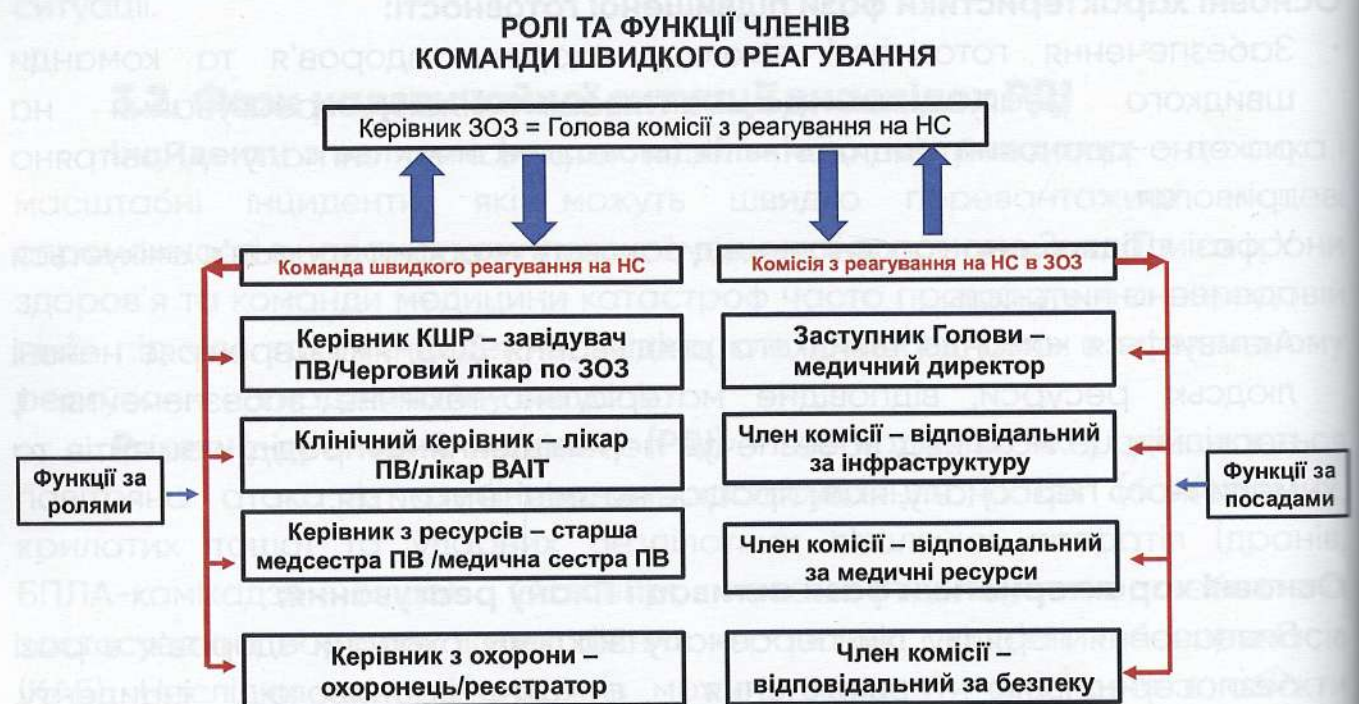 РОЛІ ТА ФУНКЦІЇ ЧЛЕНІВ
КОМАНДИ ШВИДКОГО РЕАГУВАННЯ
Керівник ЗОЗ = Голова комісії з реагування на НС
Команда швидкого реагування на НС
Керівник КШР – завідувач
ПВ/Черговий лікар по ЗОЗ
Клінічний керівник – лікар
ПВ/лікар ВАІТ
Функції за
ролями
Керівник з ресурсів – старша
медсестра ПВ /медична сестра ПВ
Керівник з охорони –
охоронець/реєстратор
Комісія з реагування на НС в ЗОЗ
Заступник Голови –
медичний директор
Член комісії – відповідальний
за інфраструктуру
Функції за
посадами
Член комісії – відповідальний
за медичні ресурси
Член комісії –
відповідальний за безпеку